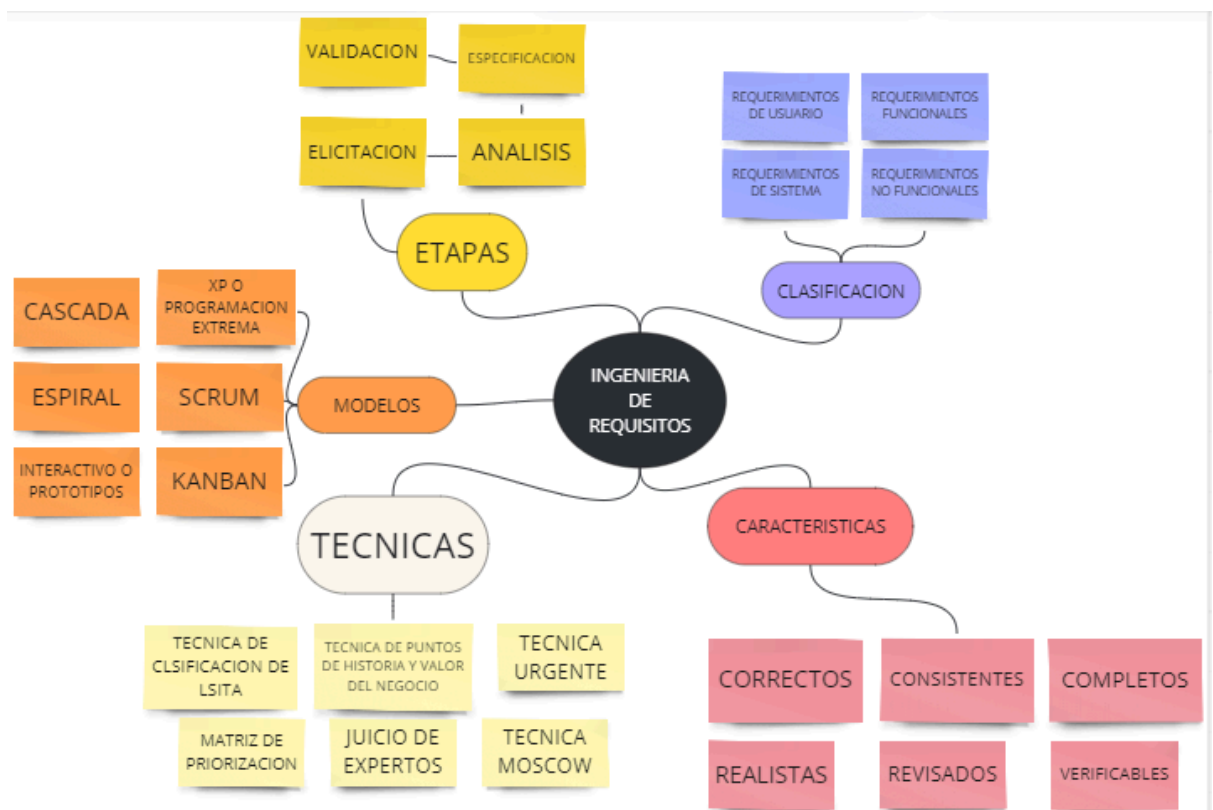 VALIDACION
ESPECIFICACION
ELICITACION
ANALISIS
ETAPAS
REQUERIMIENTOS
DE USUARIO
REQUERIMIENTOS
FUNCIONALES
REQUERIMIENTOS
DE SISTEMA
REQUERIMIENTOS
NO FUNCIONALES
CLASIFICACION
CASCADA
XP O
PROGRAMACION
EXTREMA
ESPIRAL
SCRUM
INTERACTIVO O
PROTOTIPOS
KANBAN
MODELOS
INGENIERIA
DE
REQUISITOS
TECNICAS
TECNICA DE
CLSIFICACION DE
LSITA
TECNICA DE PUNTOS
DE HISTORIA Y VALOR
DEL NEGOCIO
TECNICA
URGENTE
MATRIZ DE
PRIORIZACION
JUICIO DE
EXPERTOS
TECNICA
MOSCOW
CARACTERISTICAS
CORRECTOS
CONSISTENTES
COMPLETOS
REALISTAS
REVISADOS
VERIFICABLES